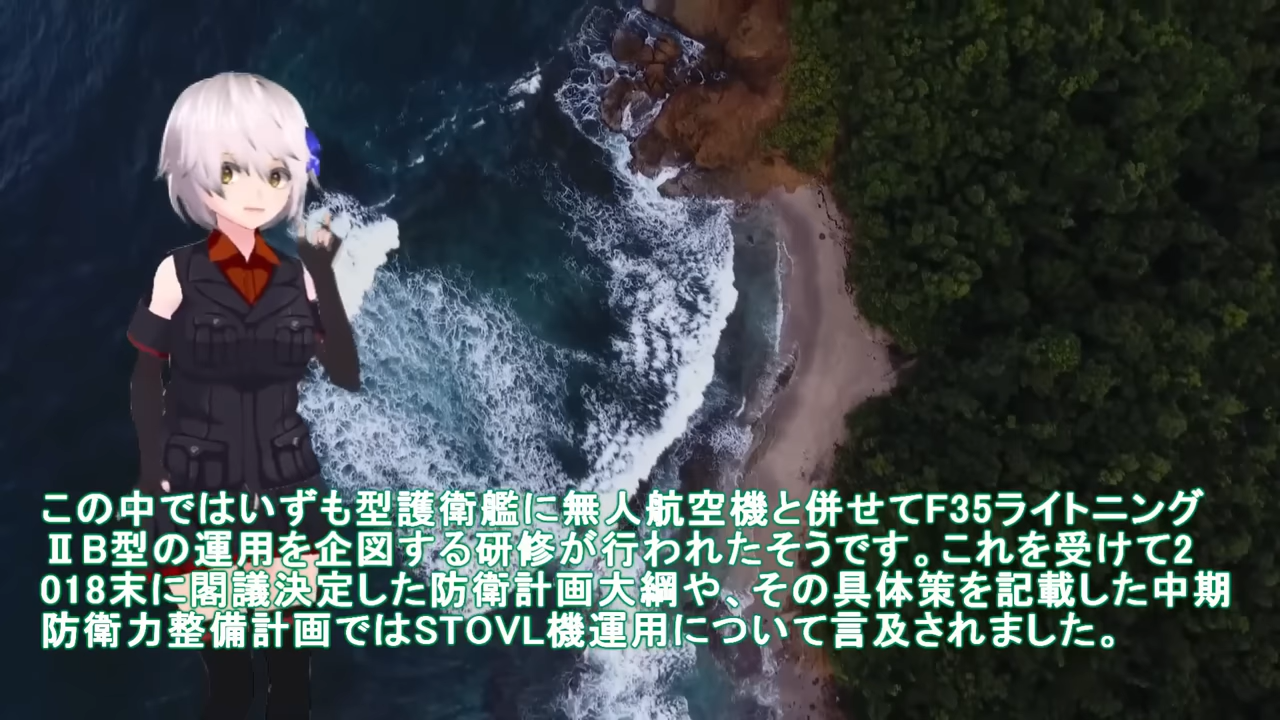 この中ではいずも型護衛艦に無人航空機と併せてF35ライトニング
ⅡB型の運用を企図する研修が行われたそうです。これを受けて2
018末に閣議決定した防衛計画大綱や、その具体策を記載した中期
防衛力整備計画ではSTOVL機運用について言及されました。